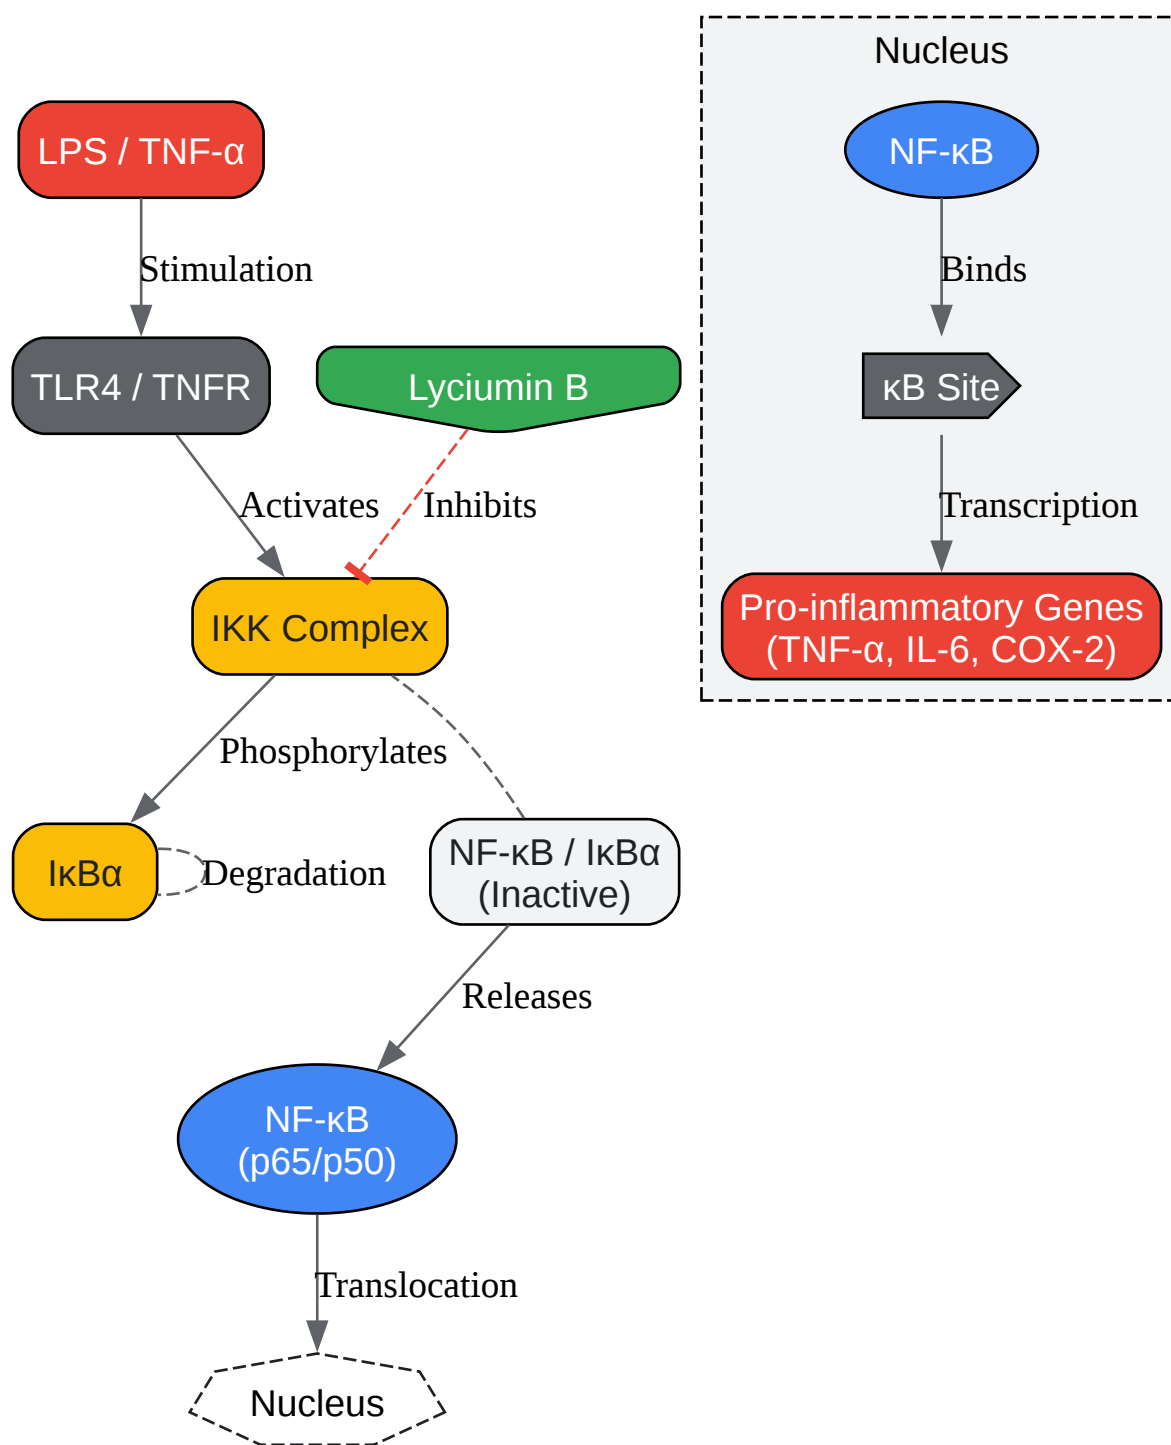 LPS / TNF-α
Stimulation
TLR4 / TNFR
Lyciumin B
Activates
Inhibits
IKK Complex
Phosphorylates
IκBα
Degradation
NF-κB / IκBα
(Inactive)
Releases
NF-κB
(p65/p50)
Translocation
Nucleus
Nucleus
NF-κB
Binds
κB Site
Transcription
Pro-inflammatory Genes
(TNF-α, IL-6, COX-2)